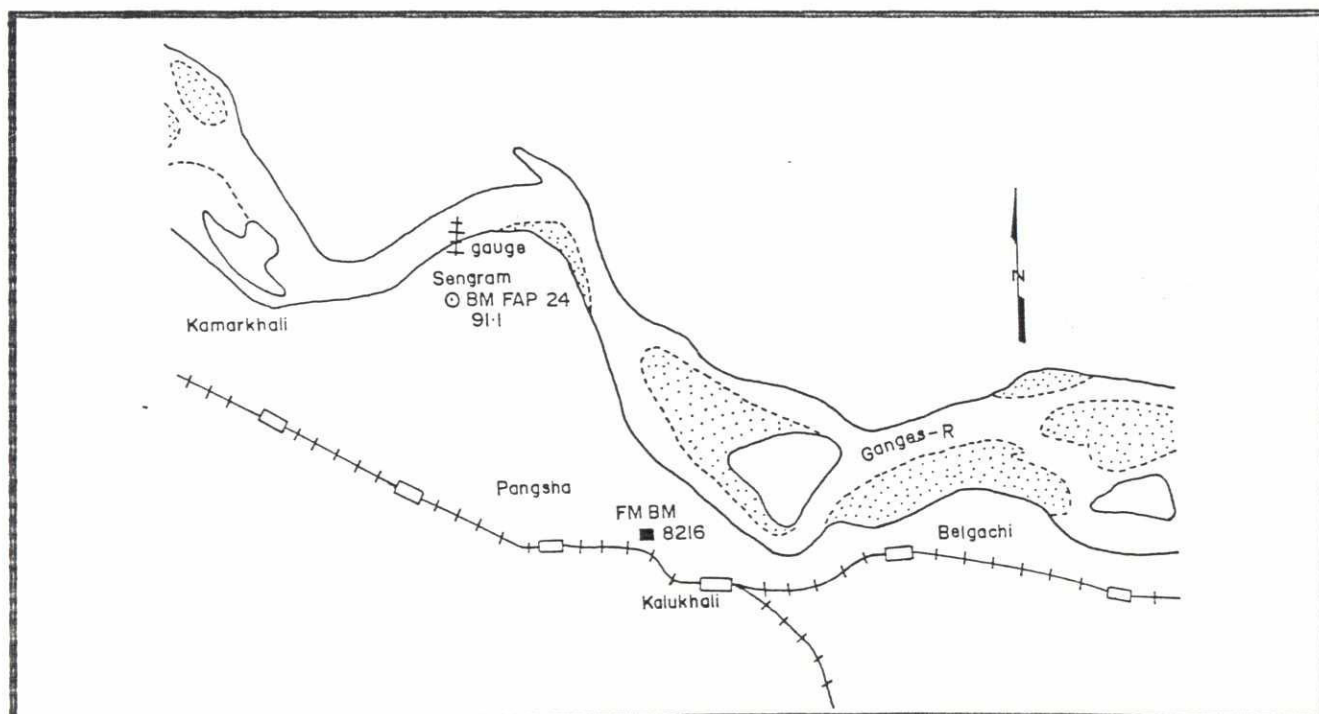 gauge
Sengram
BM FAP 24
91·1
Kamarkhali
N
Ganges-R
Pangsha
FM BM
8216
Belgachi
Kalukhali